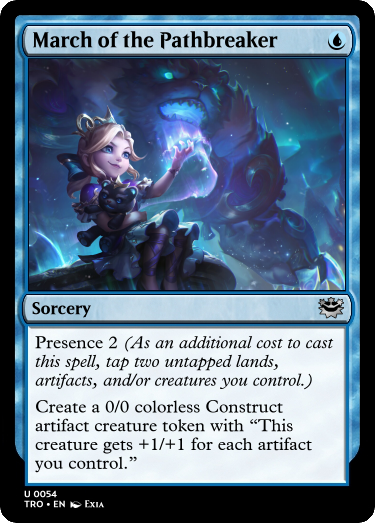 March of the Pathbreaker
Sorcery
Presence 2 (As an additional cost to cast
this spell, tap two untapped lands,
artifacts, and/or creatures you control.)
Create a 0/0 colorless Construct
artifact creature token with “This
creature gets +1/+1 for each artifact
you control.”
U 0054
TRO • EN Exia